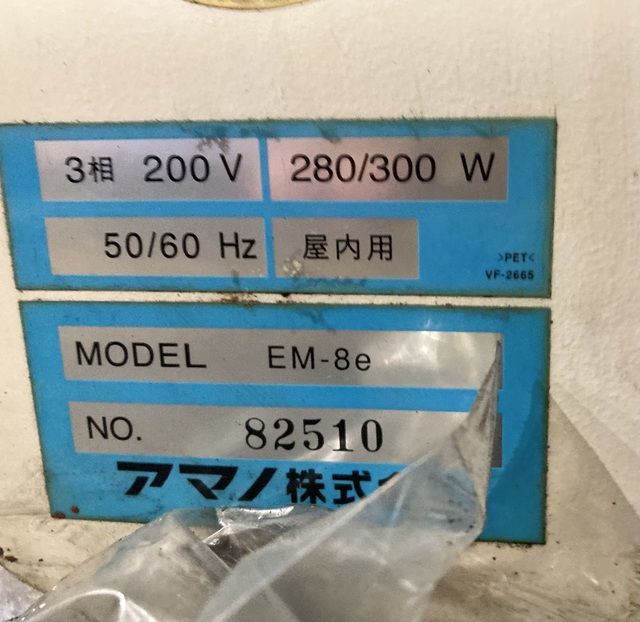 3相 200V 280/300 W
50/60 Hz 屋内用
>PET<
VF-2665
MODEL EM-8e
NO. 82510
アマノ株式